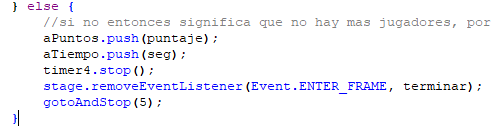 } else {
//si no entonces significa que no hay mas jugadores, por
aPuntos.push(puntaje);
aTiempo.push(seg);
timer4.stop();
stage.removeEventListener(Event.ENTER_FRAME, terminar);
gotoAndStop(5);
}